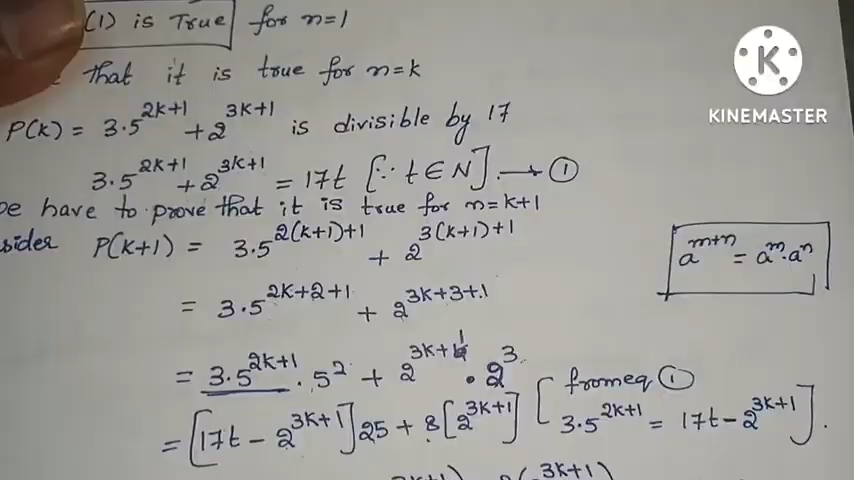 (1) is True for n=1
that it is true for n=k
P(k) = 3·5^{2k+1} + 2^{3k+1} is divisible by 17
3·5^{2k+1} + 2^{3k+1} = 17t [∵ t ∈ N] → ①
have to prove that it is true for n=k+1
sider P(k+1) = 3·5^{2(k+1)+1} + 2^{3(k+1)+1}
a^{m+n} = a^m·a^n
= 3·5^{2k+2+1} + 2^{3k+3+1}
= 3·5^{2k+1}·5^2 + 2^{3k+1}·2^3
= [17t - 2^{3k+1}]25 + 8[2^{3k+1}] [from eq ① 3·5^{2k+1} = 17t - 2^{3k+1}].
K
KINEMASTER